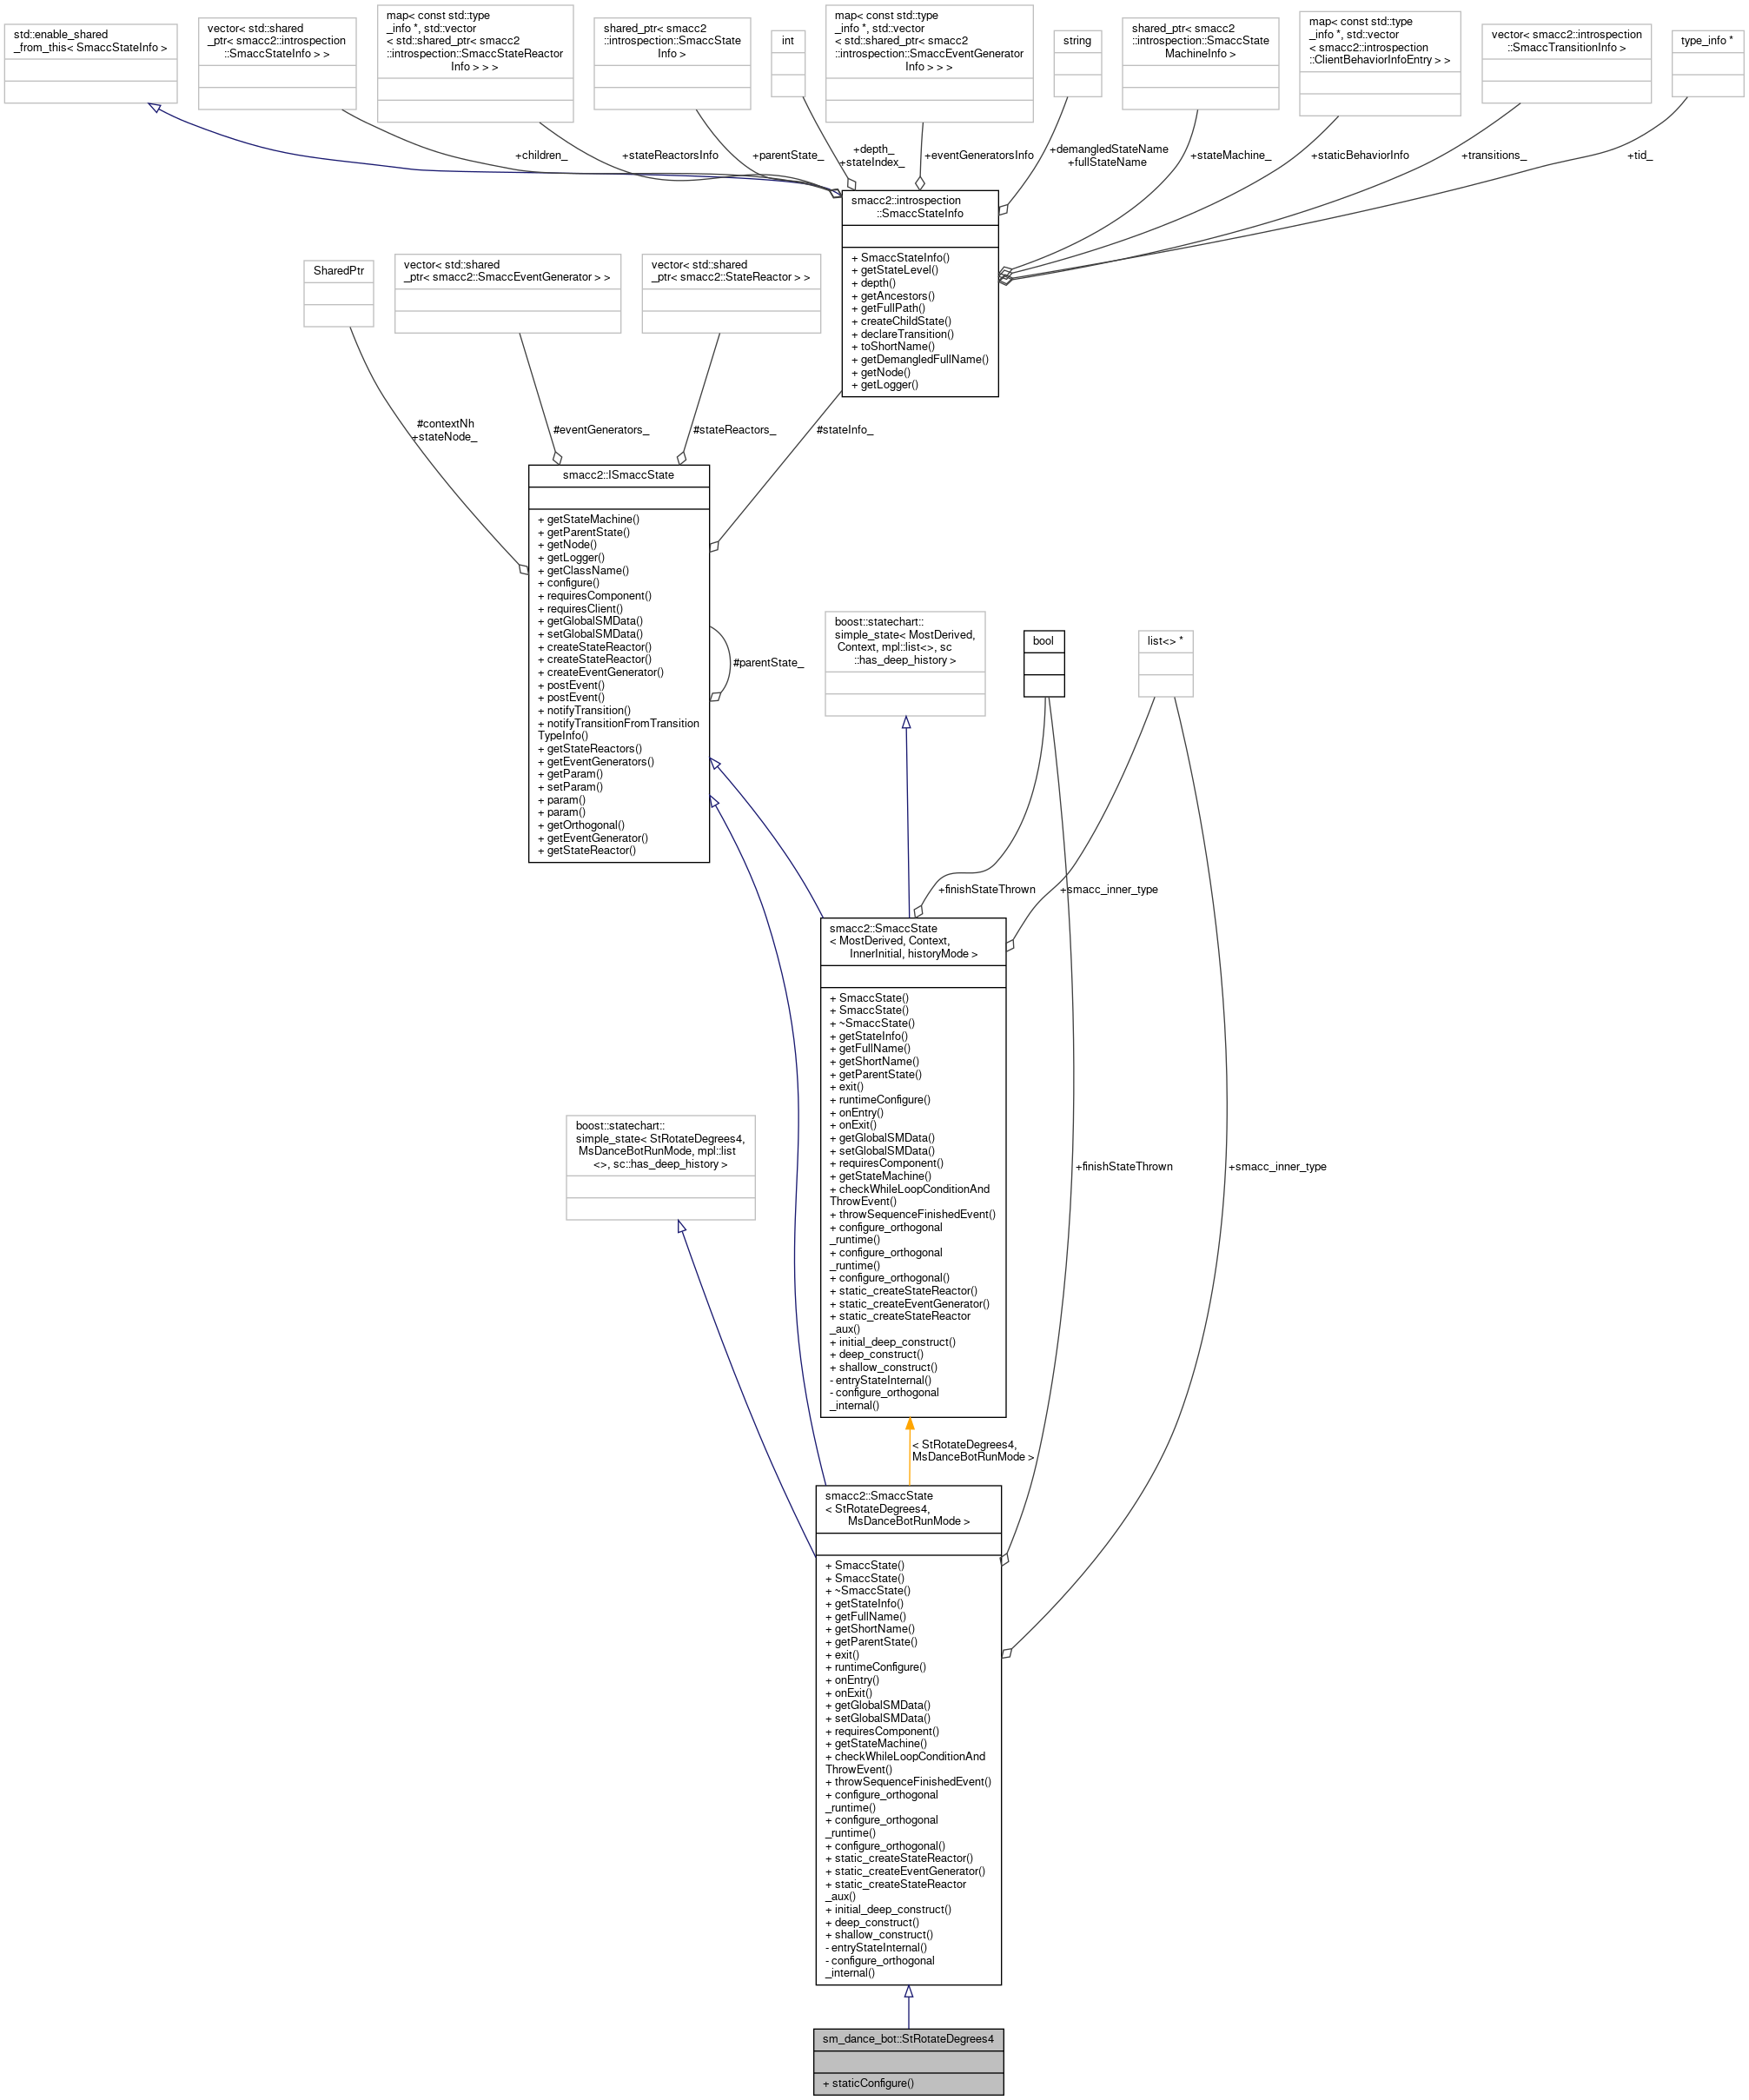 std::enable_shared
_from_this< SmaccStateInfo >
vector< std::shared
_ptr< smacc2::introspection
::SmaccStateInfo > >
map< const std::type
_info *, std::vector
< std::shared_ptr< smacc2
::introspection::SmaccStateReactor
Info > > >
shared_ptr< smacc2
::introspection::SmaccState
Info >
int
map< const std::type
_info *, std::vector
< std::shared_ptr< smacc2
::introspection::SmaccEventGenerator
Info > > >
string
shared_ptr< smacc2
::introspection::SmaccState
MachineInfo >
map< const std::type
_info *, std::vector
< smacc2::introspection
::ClientBehaviorInfoEntry > >
vector< smacc2::introspection
::SmaccTransitionInfo >
type_info *
+children_
+stateReactorsInfo
+parentState_
+depth_
+stateIndex_
+eventGeneratorsInfo
+demangledStateName
+fullStateName
+stateMachine_
+staticBehaviorInfo
+transitions_
+tid_
smacc2::introspection
::SmaccStateInfo
+ SmaccStateInfo()
+ getStateLevel()
+ depth()
+ getAncestors()
+ getFullPath()
+ createChildState()
+ declareTransition()
+ toShortName()
+ getDemangledFullName()
+ getNode()
+ getLogger()
SharedPtr
vector< std::shared
_ptr< smacc2::SmaccEventGenerator > >
vector< std::shared
_ptr< smacc2::StateReactor > >
#contextNh
+stateNode_
#eventGenerators_
#stateReactors_
#stateInfo_
smacc2::ISmaccState
+ getStateMachine()
+ getParentState()
+ getNode()
+ getLogger()
+ getClassName()
+ configure()
+ requiresComponent()
+ requiresClient()
+ getGlobalSMData()
+ setGlobalSMData()
+ createStateReactor()
+ createStateReactor()
+ createEventGenerator()
+ postEvent()
+ postEvent()
+ notifyTransition()
+ notifyTransitionFromTransition
TypeInfo()
+ getStateReactors()
+ getEventGenerators()
+ getParam()
+ setParam()
+ param()
+ param()
+ getOrthogonal()
+ getEventGenerator()
+ getStateReactor()
#parentState_
boost::statechart::
simple_state< MostDerived,
Context, mpl::list<>, sc
::has_deep_history >
bool
list<> *
+finishStateThrown
+smacc_inner_type
smacc2::SmaccState
< MostDerived, Context,
InnerInitial, historyMode >
+ SmaccState()
+ SmaccState()
+ ~SmaccState()
+ getStateInfo()
+ getFullName()
+ getShortName()
+ getParentState()
+ exit()
+ runtimeConfigure()
+ onEntry()
+ onExit()
+ getGlobalSMData()
+ setGlobalSMData()
+ requiresComponent()
+ getStateMachine()
+ checkWhileLoopConditionAnd
ThrowEvent()
+ throwSequenceFinishedEvent()
+ configure_orthogonal
_runtime()
+ configure_orthogonal
_runtime()
+ configure_orthogonal()
+ static_createStateReactor()
+ static_createEventGenerator()
+ static_createStateReactor
_aux()
+ initial_deep_construct()
+ deep_construct()
+ shallow_construct()
- entryStateInternal()
- configure_orthogonal
_internal()
boost::statechart::
simple_state< StRotateDegrees4,
MsDanceBotRunMode, mpl::list
<>, sc::has_deep_history >
+finishStateThrown
+smacc_inner_type
< StRotateDegrees4,
MsDanceBotRunMode >
smacc2::SmaccState
< StRotateDegrees4,
MsDanceBotRunMode >
+ SmaccState()
+ SmaccState()
+ ~SmaccState()
+ getStateInfo()
+ getFullName()
+ getShortName()
+ getParentState()
+ exit()
+ runtimeConfigure()
+ onEntry()
+ onExit()
+ getGlobalSMData()
+ setGlobalSMData()
+ requiresComponent()
+ getStateMachine()
+ checkWhileLoopConditionAnd
ThrowEvent()
+ throwSequenceFinishedEvent()
+ configure_orthogonal
_runtime()
+ configure_orthogonal
_runtime()
+ configure_orthogonal()
+ static_createStateReactor()
+ static_createEventGenerator()
+ static_createStateReactor
_aux()
+ initial_deep_construct()
+ deep_construct()
+ shallow_construct()
- entryStateInternal()
- configure_orthogonal
_internal()
sm_dance_bot::StRotateDegrees4
+ staticConfigure()